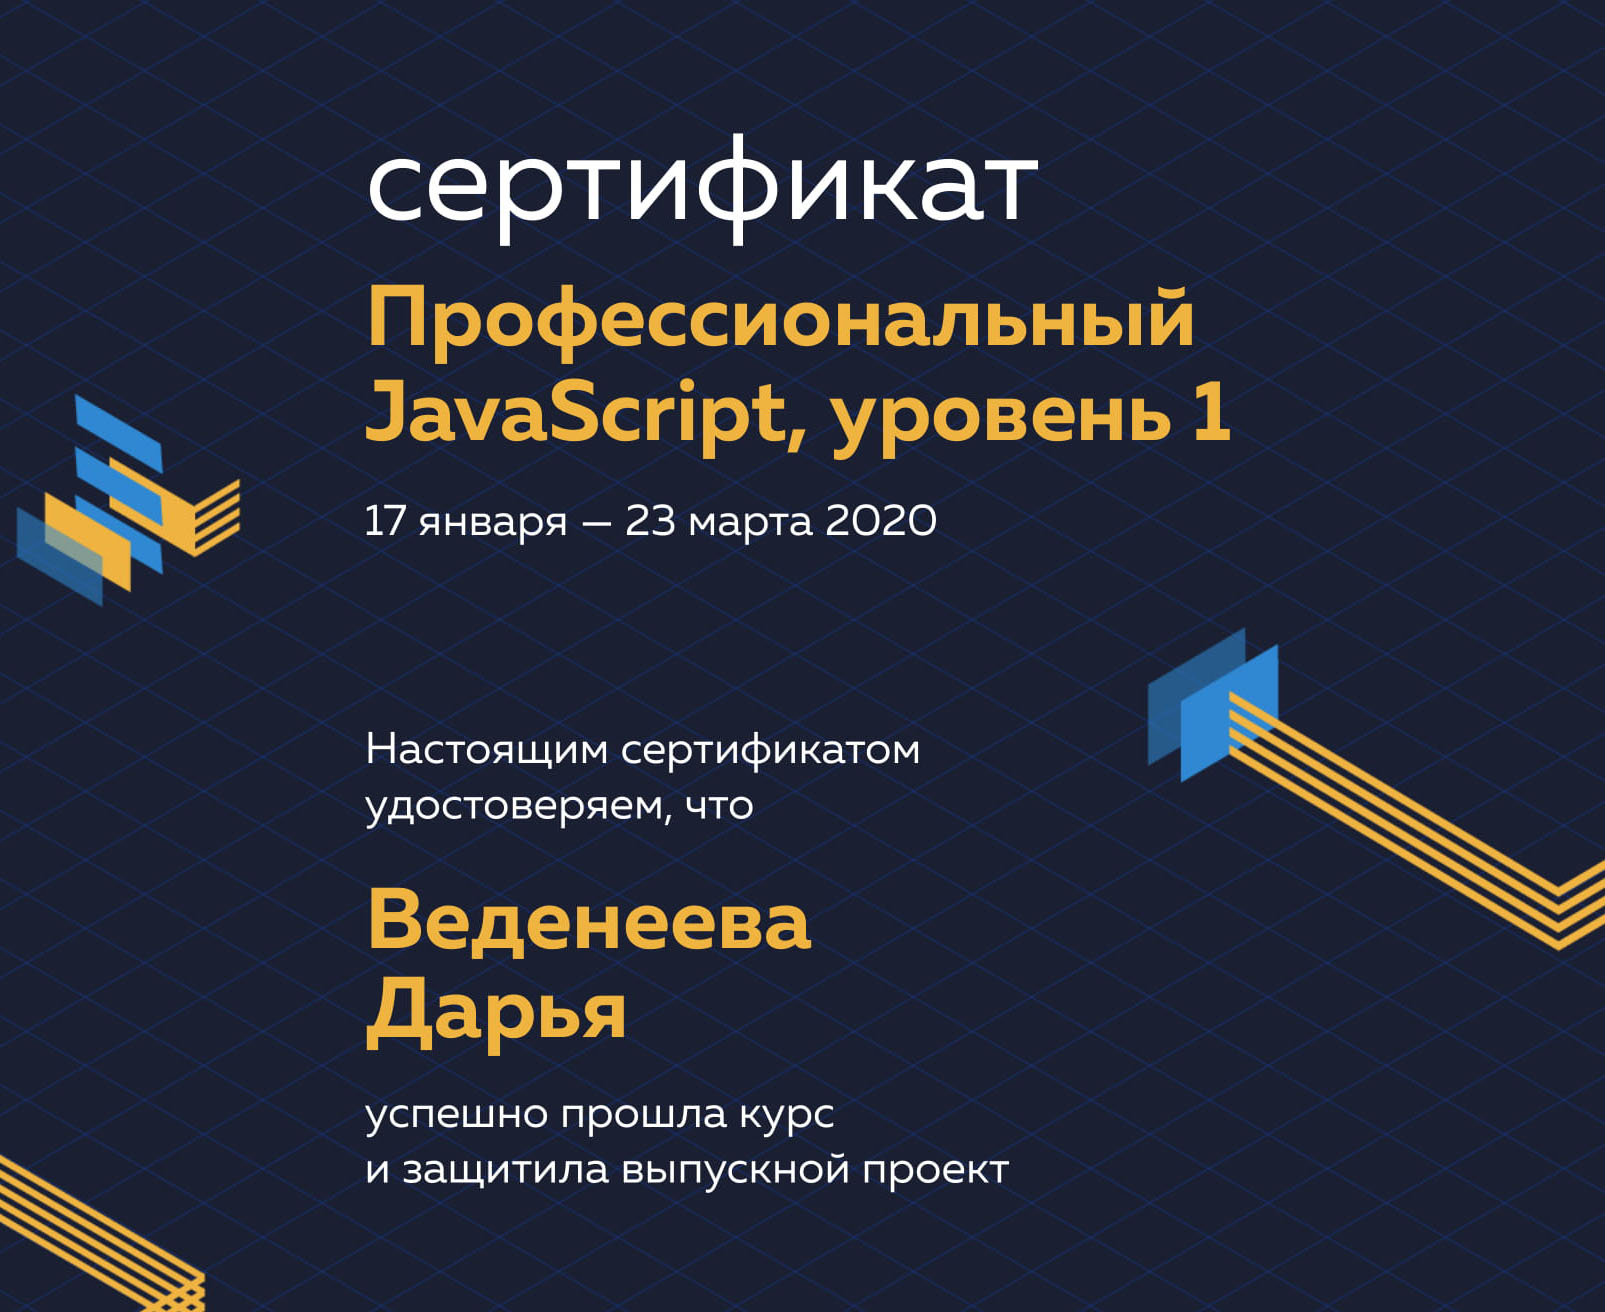 сертификат
Профессиональный
JavaScript, уровень 1
17 января — 23 марта 2020
Настоящим сертификатом
удостоверяем, что
Веденеева
Дарья
успешно прошла курс
и защитила выпускной проект